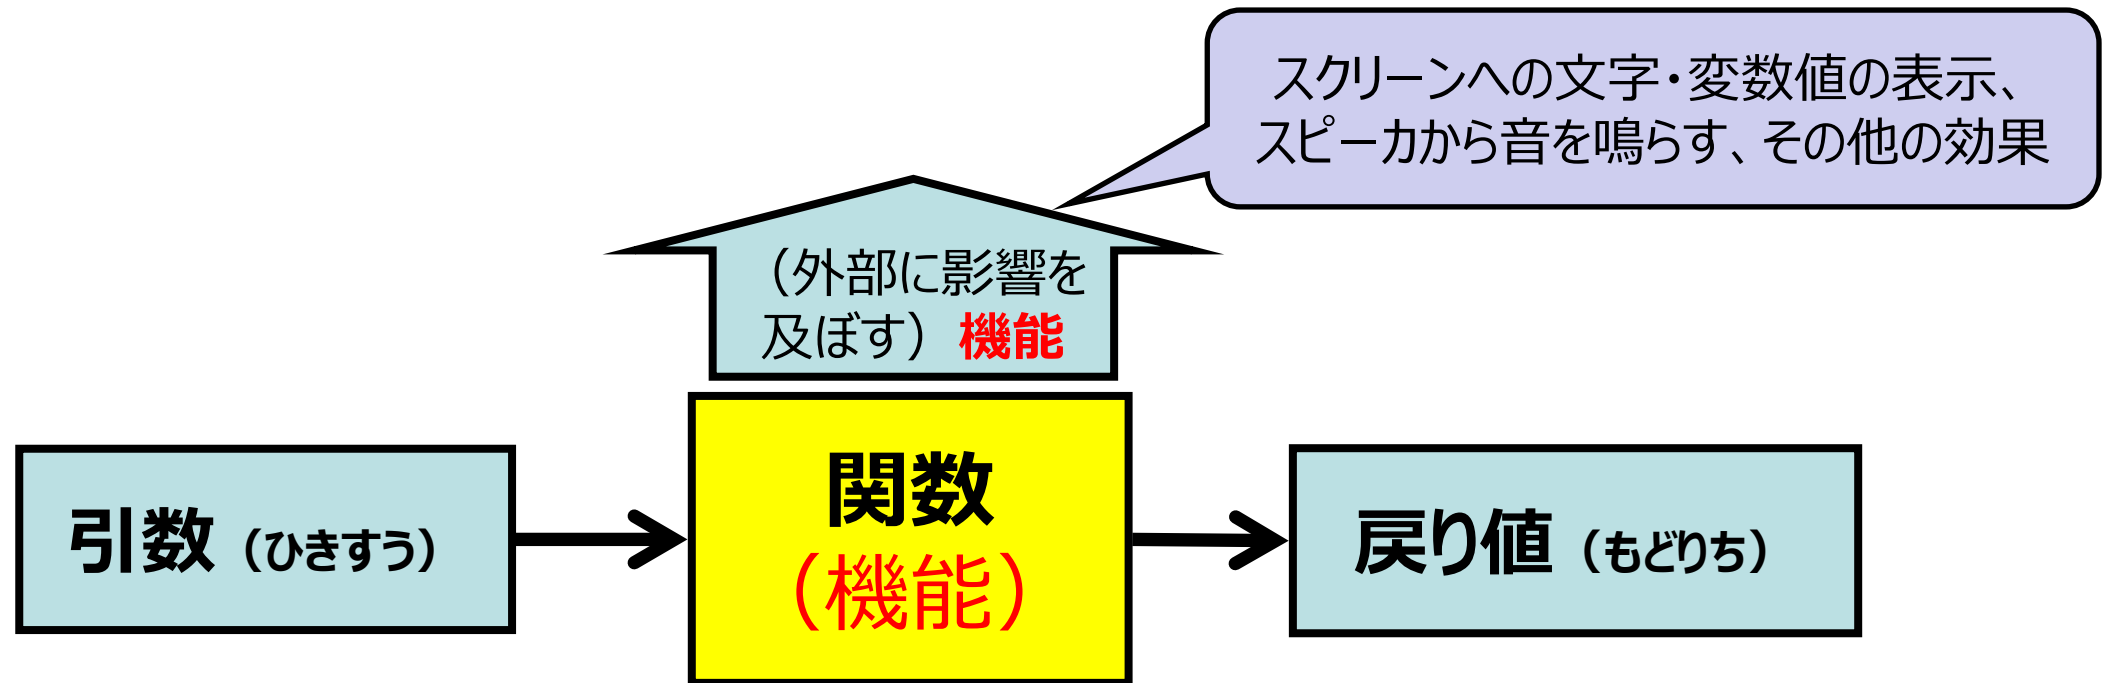 スクリーンへの文字・変数値の表示、
スピーカから音を鳴らす、その他の効果
（外部に影響を
及ぼす）機能
引数（ひきすう）
関数
（機能）
戻り値（もどりち）